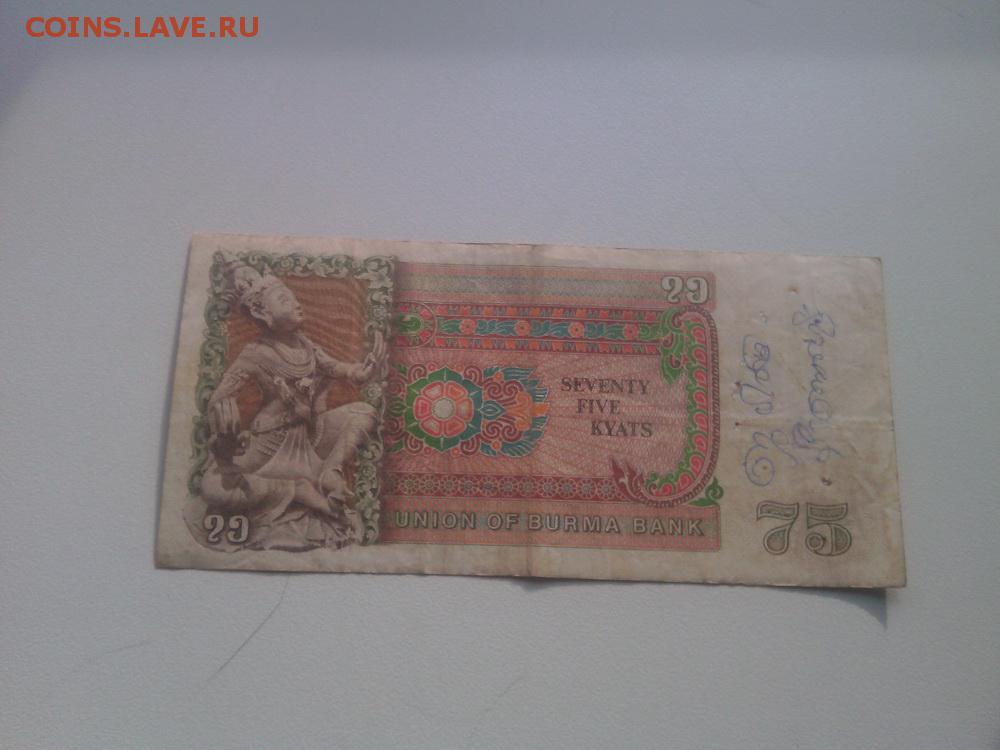 COINS.LAVE.RU
၇၅
SEVENTY
FIVE
KYATS
၇၅
UNION OF BURMA BANK
75